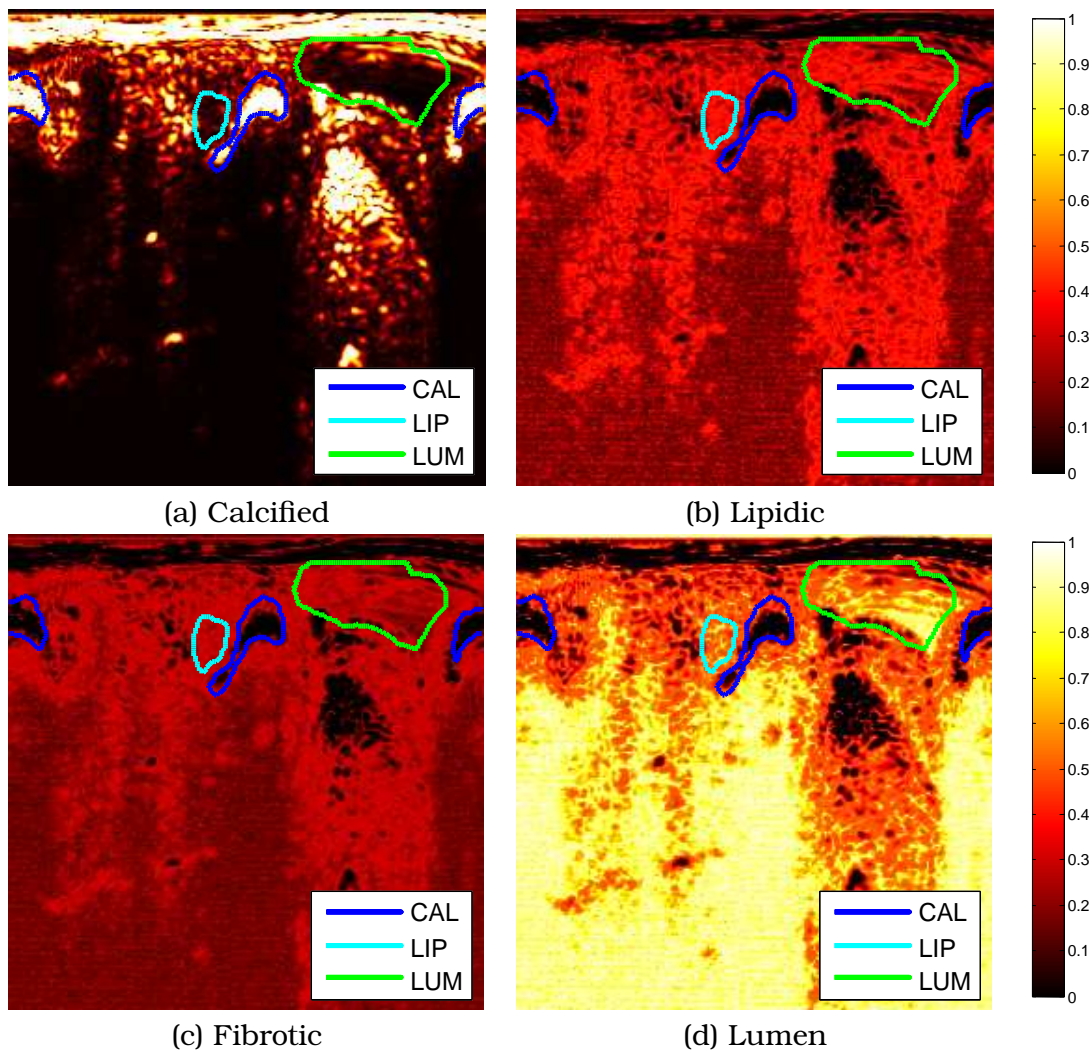 1
0.9
0.8
0.7
0.6
0.5
0.4
0.3
0.2
0.1
0
CAL
LIP
LUM
CAL
LIP
LUM
(a) Calcified
(b) Lipidic
1
0.9
0.8
0.7
0.6
0.5
0.4
0.3
0.2
0.1
0
CAL
LIP
LUM
CAL
LIP
LUM
(c) Fibrotic
(d) Lumen